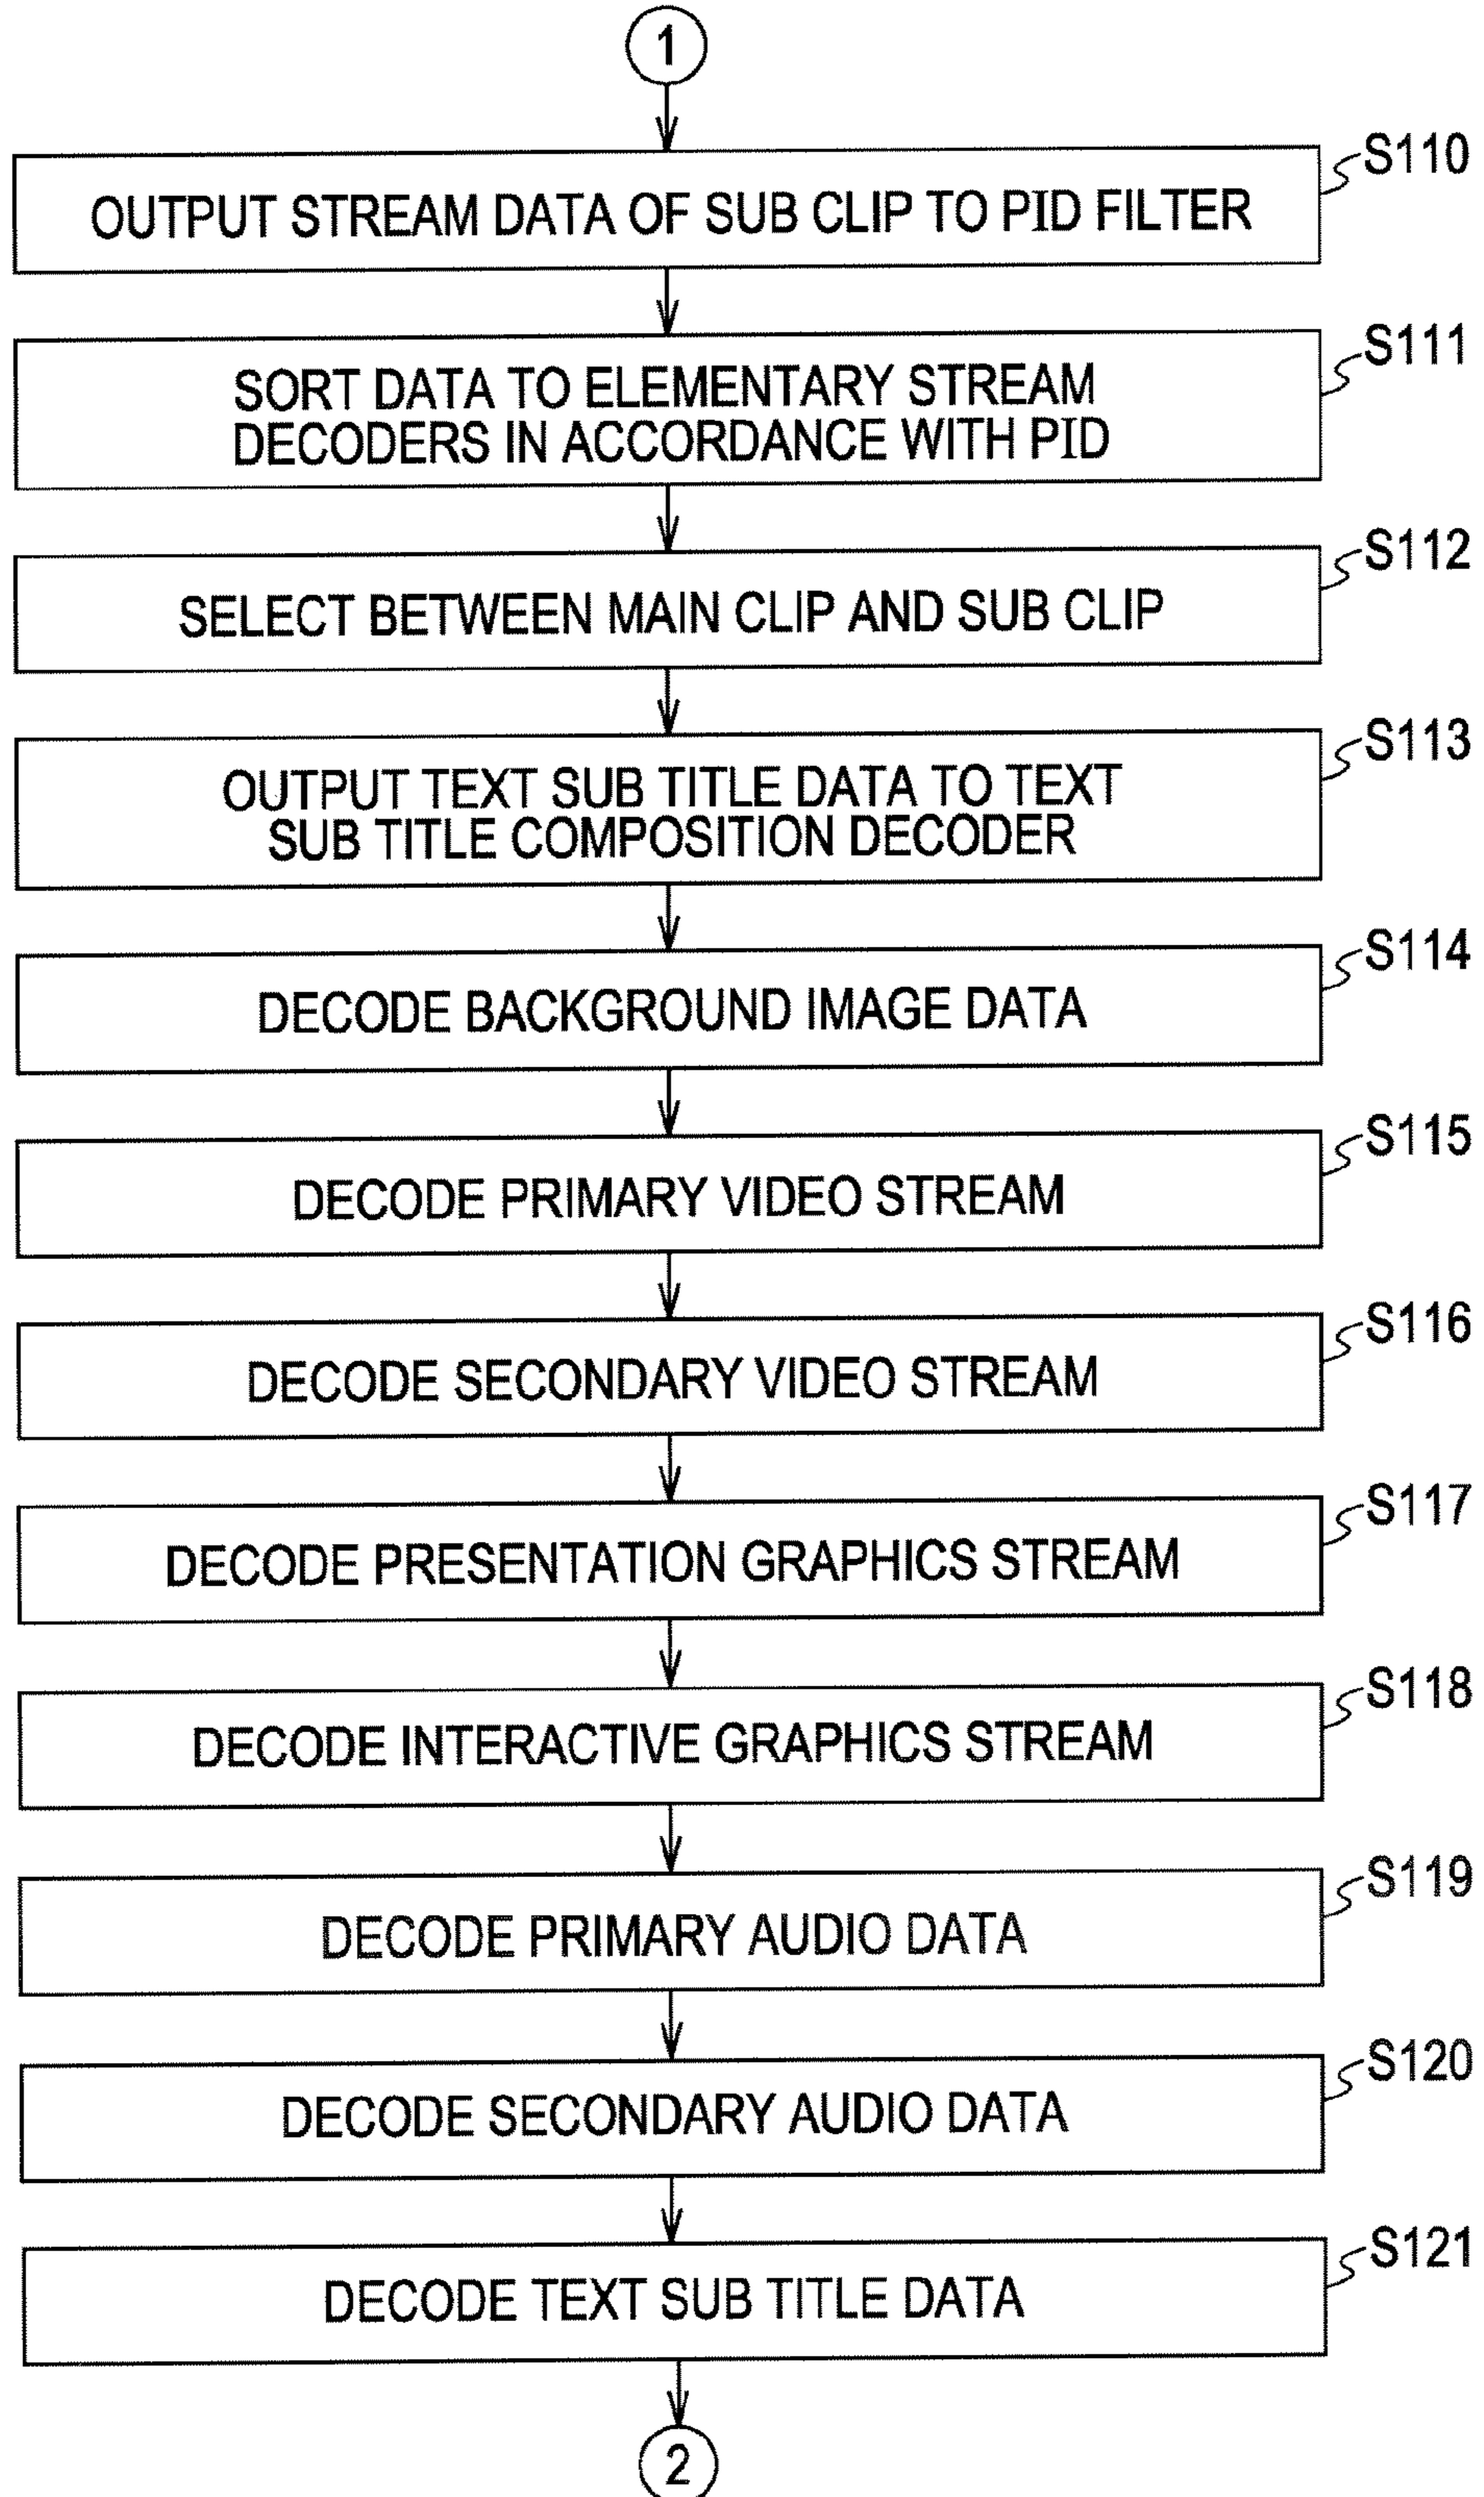 1
S110
OUTPUT STREAM DATA OF SUB CLIP TO PID FILTER
S111
SORT DATA TO ELEMENTARY STREAM
DECODERS IN ACCORDANCE WITH PID
S112
SELECT BETWEEN MAIN CLIP AND SUB CLIP
S113
OUTPUT TEXT SUB TITLE DATA TO TEXT
SUB TITLE COMPOSITION DECODER
S114
DECODE BACKGROUND IMAGE DATA
S115
DECODE PRIMARY VIDEO STREAM
S116
DECODE SECONDARY VIDEO STREAM
S117
DECODE PRESENTATION GRAPHICS STREAM
S118
DECODE INTERACTIVE GRAPHICS STREAM
S119
DECODE PRIMARY AUDIO DATA
S120
DECODE SECONDARY AUDIO DATA
S121
DECODE TEXT SUB TITLE DATA
2